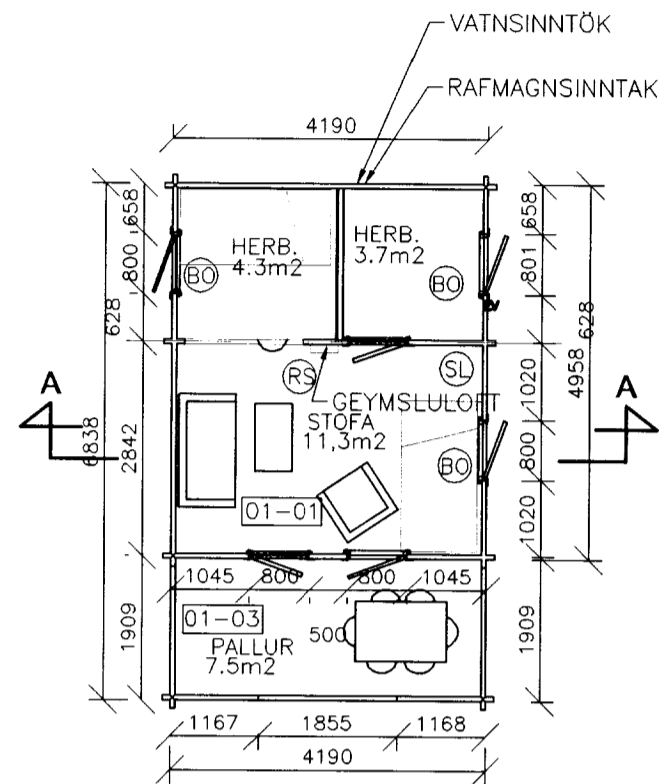 VATNSINNTÖK
RAFMAGNSINNTAK
4190
658
658
HERB.
4.3m2
HERB.
3.7m2
800
BO
BO
801
628
628
RS
SL
GEYMSLULOFT
1020
4958
A
A
STOFA
11,3m2
6838
2842
BO
800
01-01
1020
1045
800
800
1045
01-03
500
1909
1909
PALLUR
7.5m2
1167
1855
1168
4190